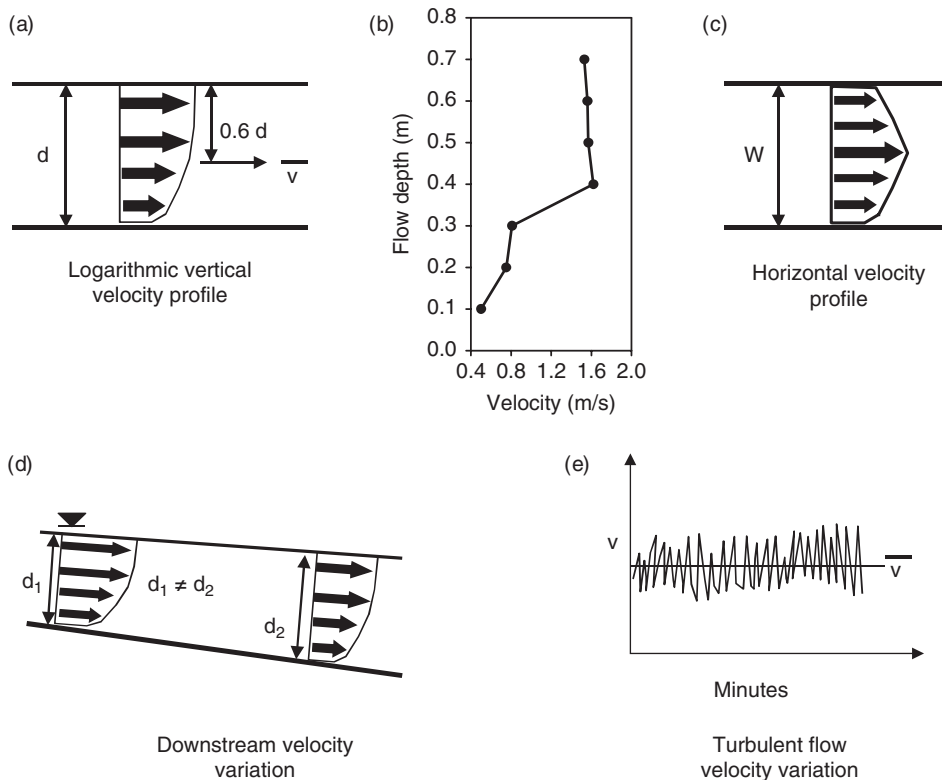 (a)
d
0.6 d
v
Logarithmic vertical
velocity profile
(b)
Flow depth (m)
0.8
0.7
0.6
0.5
0.4
0.3
0.2
0.1
0.0
0.4 0.8 1.2 1.6 2.0
Velocity (m/s)
(c)
W
Horizontal velocity
profile
(d)
d₁
d₁ ≠ d₂
d₂
Downstream velocity
variation
(e)
v
v
Minutes
Turbulent flow
velocity variation